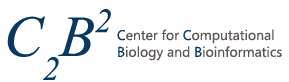 C₂B² Center for Computational
Biology and Bioinformatics